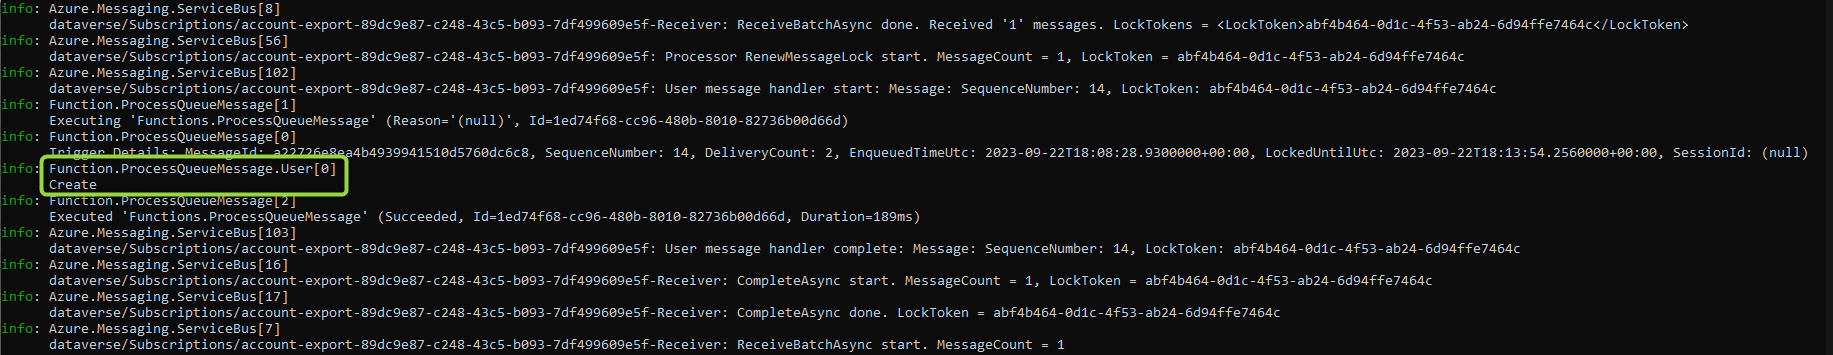 info: Azure.Messaging.ServiceBus[8]
dataverse/Subscriptions/account-export-89dc9e87-c248-43c5-b093-7df499609e5f-Receiver: ReceiveBatchAsync done. Received '1' messages. LockTokens = <LockToken>abf4b464-0d1c-4f53-ab24-6d94ffe7464c</LockToken>
info: Azure.Messaging.ServiceBus[56]
dataverse/Subscriptions/account-export-89dc9e87-c248-43c5-b093-7df499609e5f: Processor RenewMessageLock start. MessageCount = 1, LockToken = abf4b464-0d1c-4f53-ab24-6d94ffe7464c
info: Azure.Messaging.ServiceBus[102]
dataverse/Subscriptions/account-export-89dc9e87-c248-43c5-b093-7df499609e5f: User message handler start: Message: SequenceNumber: 14, LockToken: abf4b464-0d1c-4f53-ab24-6d94ffe7464c
info: Function.ProcessQueueMessage[1]
Executing 'Functions.ProcessQueueMessage' (Reason='(null)', Id=1ed74f68-cc96-480b-8010-82736b00d66d)
info: Function.ProcessQueueMessage[0]
Trigger Details: MessageId: a22726e8ea4b4939941510d5760dc6c8, SequenceNumber: 14, DeliveryCount: 2, EnqueuedTimeUtc: 2023-09-22T18:08:28.9300000+00:00, LockedUntilUtc: 2023-09-22T18:13:54.2560000+00:00, SessionId: (null)
info: Function.ProcessQueueMessage.User[0]
Create
info: Function.ProcessQueueMessage[2]
Executed 'Functions.ProcessQueueMessage' (Succeeded, Id=1ed74f68-cc96-480b-8010-82736b00d66d, Duration=189ms)
info: Azure.Messaging.ServiceBus[103]
dataverse/Subscriptions/account-export-89dc9e87-c248-43c5-b093-7df499609e5f: User message handler complete: Message: SequenceNumber: 14, LockToken: abf4b464-0d1c-4f53-ab24-6d94ffe7464c
info: Azure.Messaging.ServiceBus[16]
dataverse/Subscriptions/account-export-89dc9e87-c248-43c5-b093-7df499609e5f-Receiver: CompleteAsync start. MessageCount = 1, LockToken = abf4b464-0d1c-4f53-ab24-6d94ffe7464c
info: Azure.Messaging.ServiceBus[17]
dataverse/Subscriptions/account-export-89dc9e87-c248-43c5-b093-7df499609e5f-Receiver: CompleteAsync done. LockToken = abf4b464-0d1c-4f53-ab24-6d94ffe7464c
info: Azure.Messaging.ServiceBus[7]
dataverse/Subscriptions/account-export-89dc9e87-c248-43c5-b093-7df499609e5f-Receiver: ReceiveBatchAsync start. MessageCount = 1